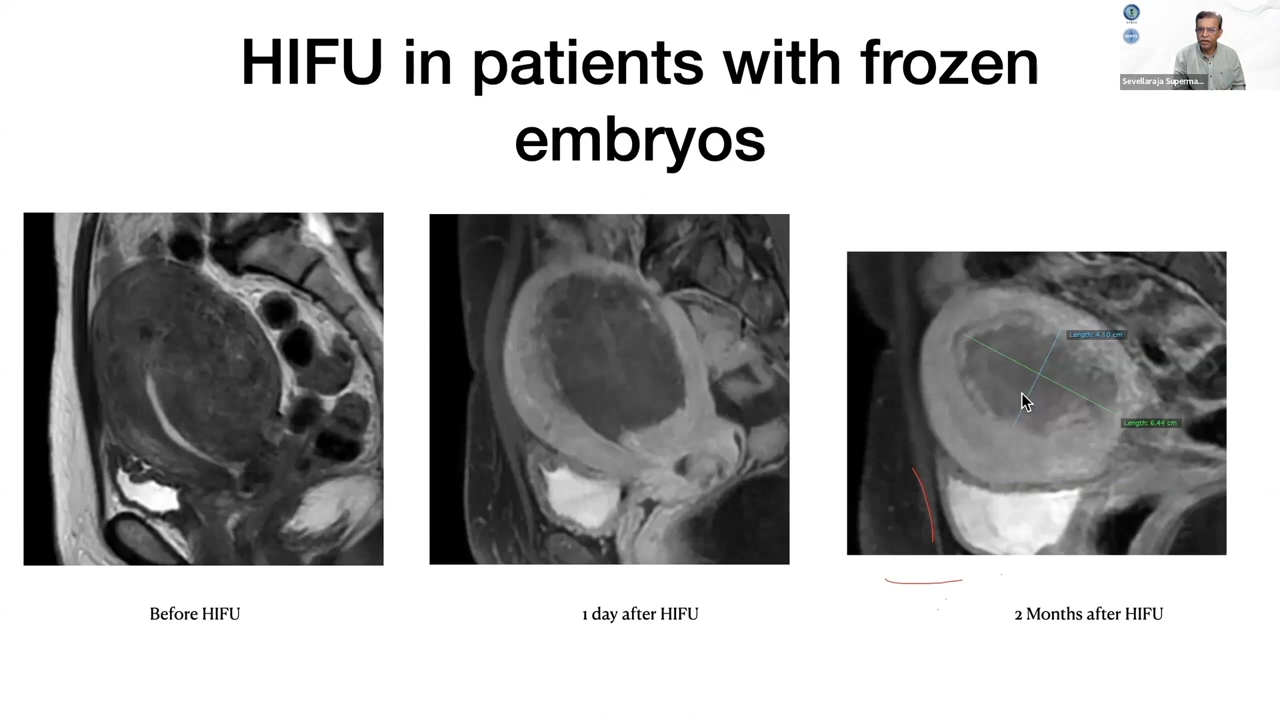 HIFU in patients with frozen
embryos
Sevellaraja Superma...
Length: 4.10 cm
Length: 6.44 cm
Before HIFU
1 day after HIFU
2 Months after HIFU